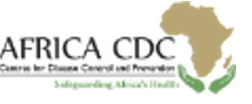 AFRICA CDC
Centres for Disease Control and Prevention
Safeguarding Africa's Health